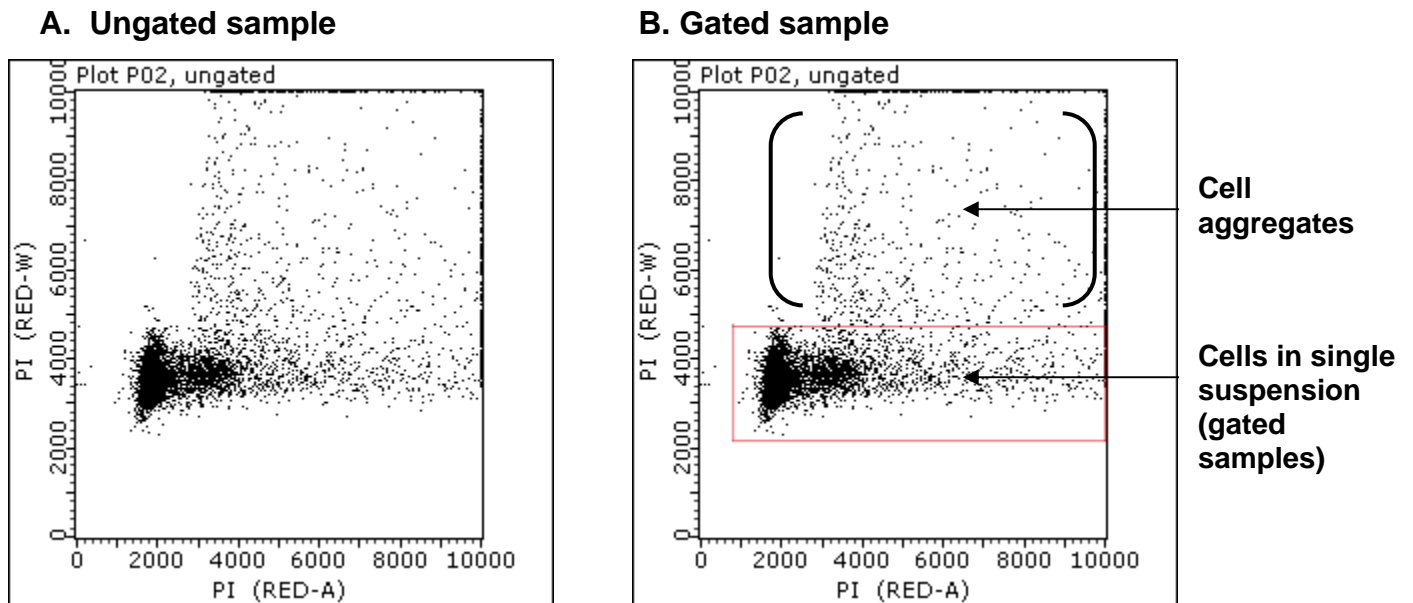 A. Ungated sample
Plot P02, ungated
10000
8000
6000
4000
2000
0
PI (RED-W)
0 2000 4000 6000 8000 10000
PI (RED-A)
B. Gated sample
Plot P02, ungated
10000
8000
6000
4000
2000
0
PI (RED-W)
0 2000 4000 6000 8000 10000
PI (RED-A)
Cell
aggregates
Cells in single
suspension
(gated
samples)